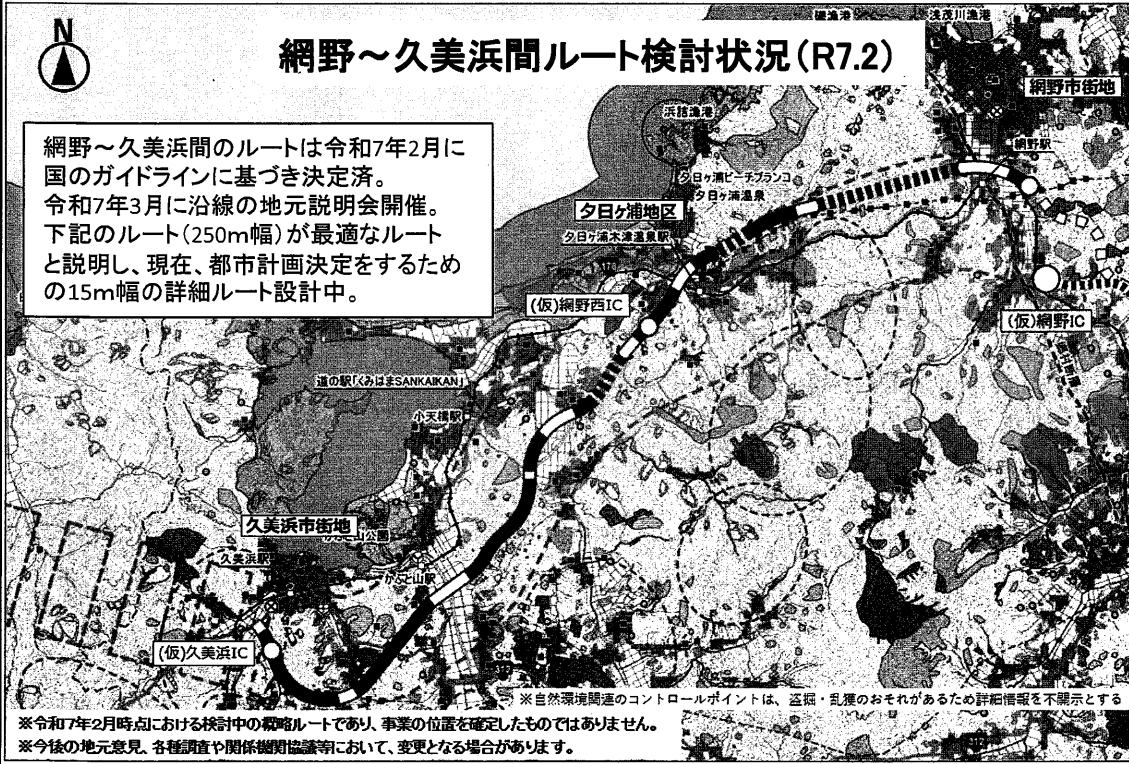 N
網野～久美浜間ルート検討状況(R7.2)
網野～久美浜間のルートは令和7年2月に
国のガイドラインに基づき決定済。
令和7年3月に沿線の地元説明会開催。
下記のルート(250m幅)が最適なルート
と説明し、現在、都市計画決定をするため
の15m幅の詳細ルート設計中。
磯漁港
浅茂川漁港
網野市街地
浜詰漁港
網野駅
夕日ヶ浦ビーチブランコ
夕日ヶ浦温泉
夕日ヶ浦地区
夕日ヶ浦木津温泉駅
(仮)網野西IC
(仮)網野IC
道の駅「くみはまSANKAIKAN」
小天橋駅
久美浜市街地
かぶと山公園
久美浜駅
かぶと山駅
(仮)久美浜IC
※自然環境関連のコントロールポイントは、盗掘・乱獲のおそれがあるため詳細情報を不開示とする
※令和7年2月時点における検討中の概略ルートであり、事業の位置を確定したものではありません。
※今後の地元意見、各種調査や関係機関協議等において、変更となる場合があります。